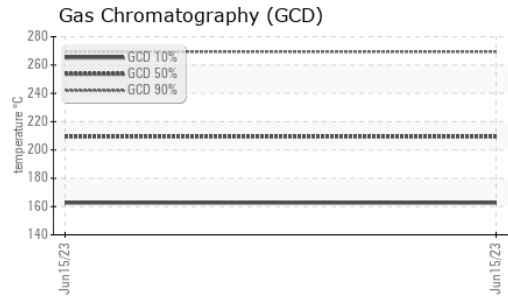 Gas Chromatography (GCD)
280
260
240
220
200
180
160
140
temperature °C
GCD 10%
GCD 50%
GCD 90%
Jun15/23
Jun15/23